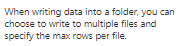 When writing data into a folder, you can
choose to write to multiple files and
specify the max rows per file.